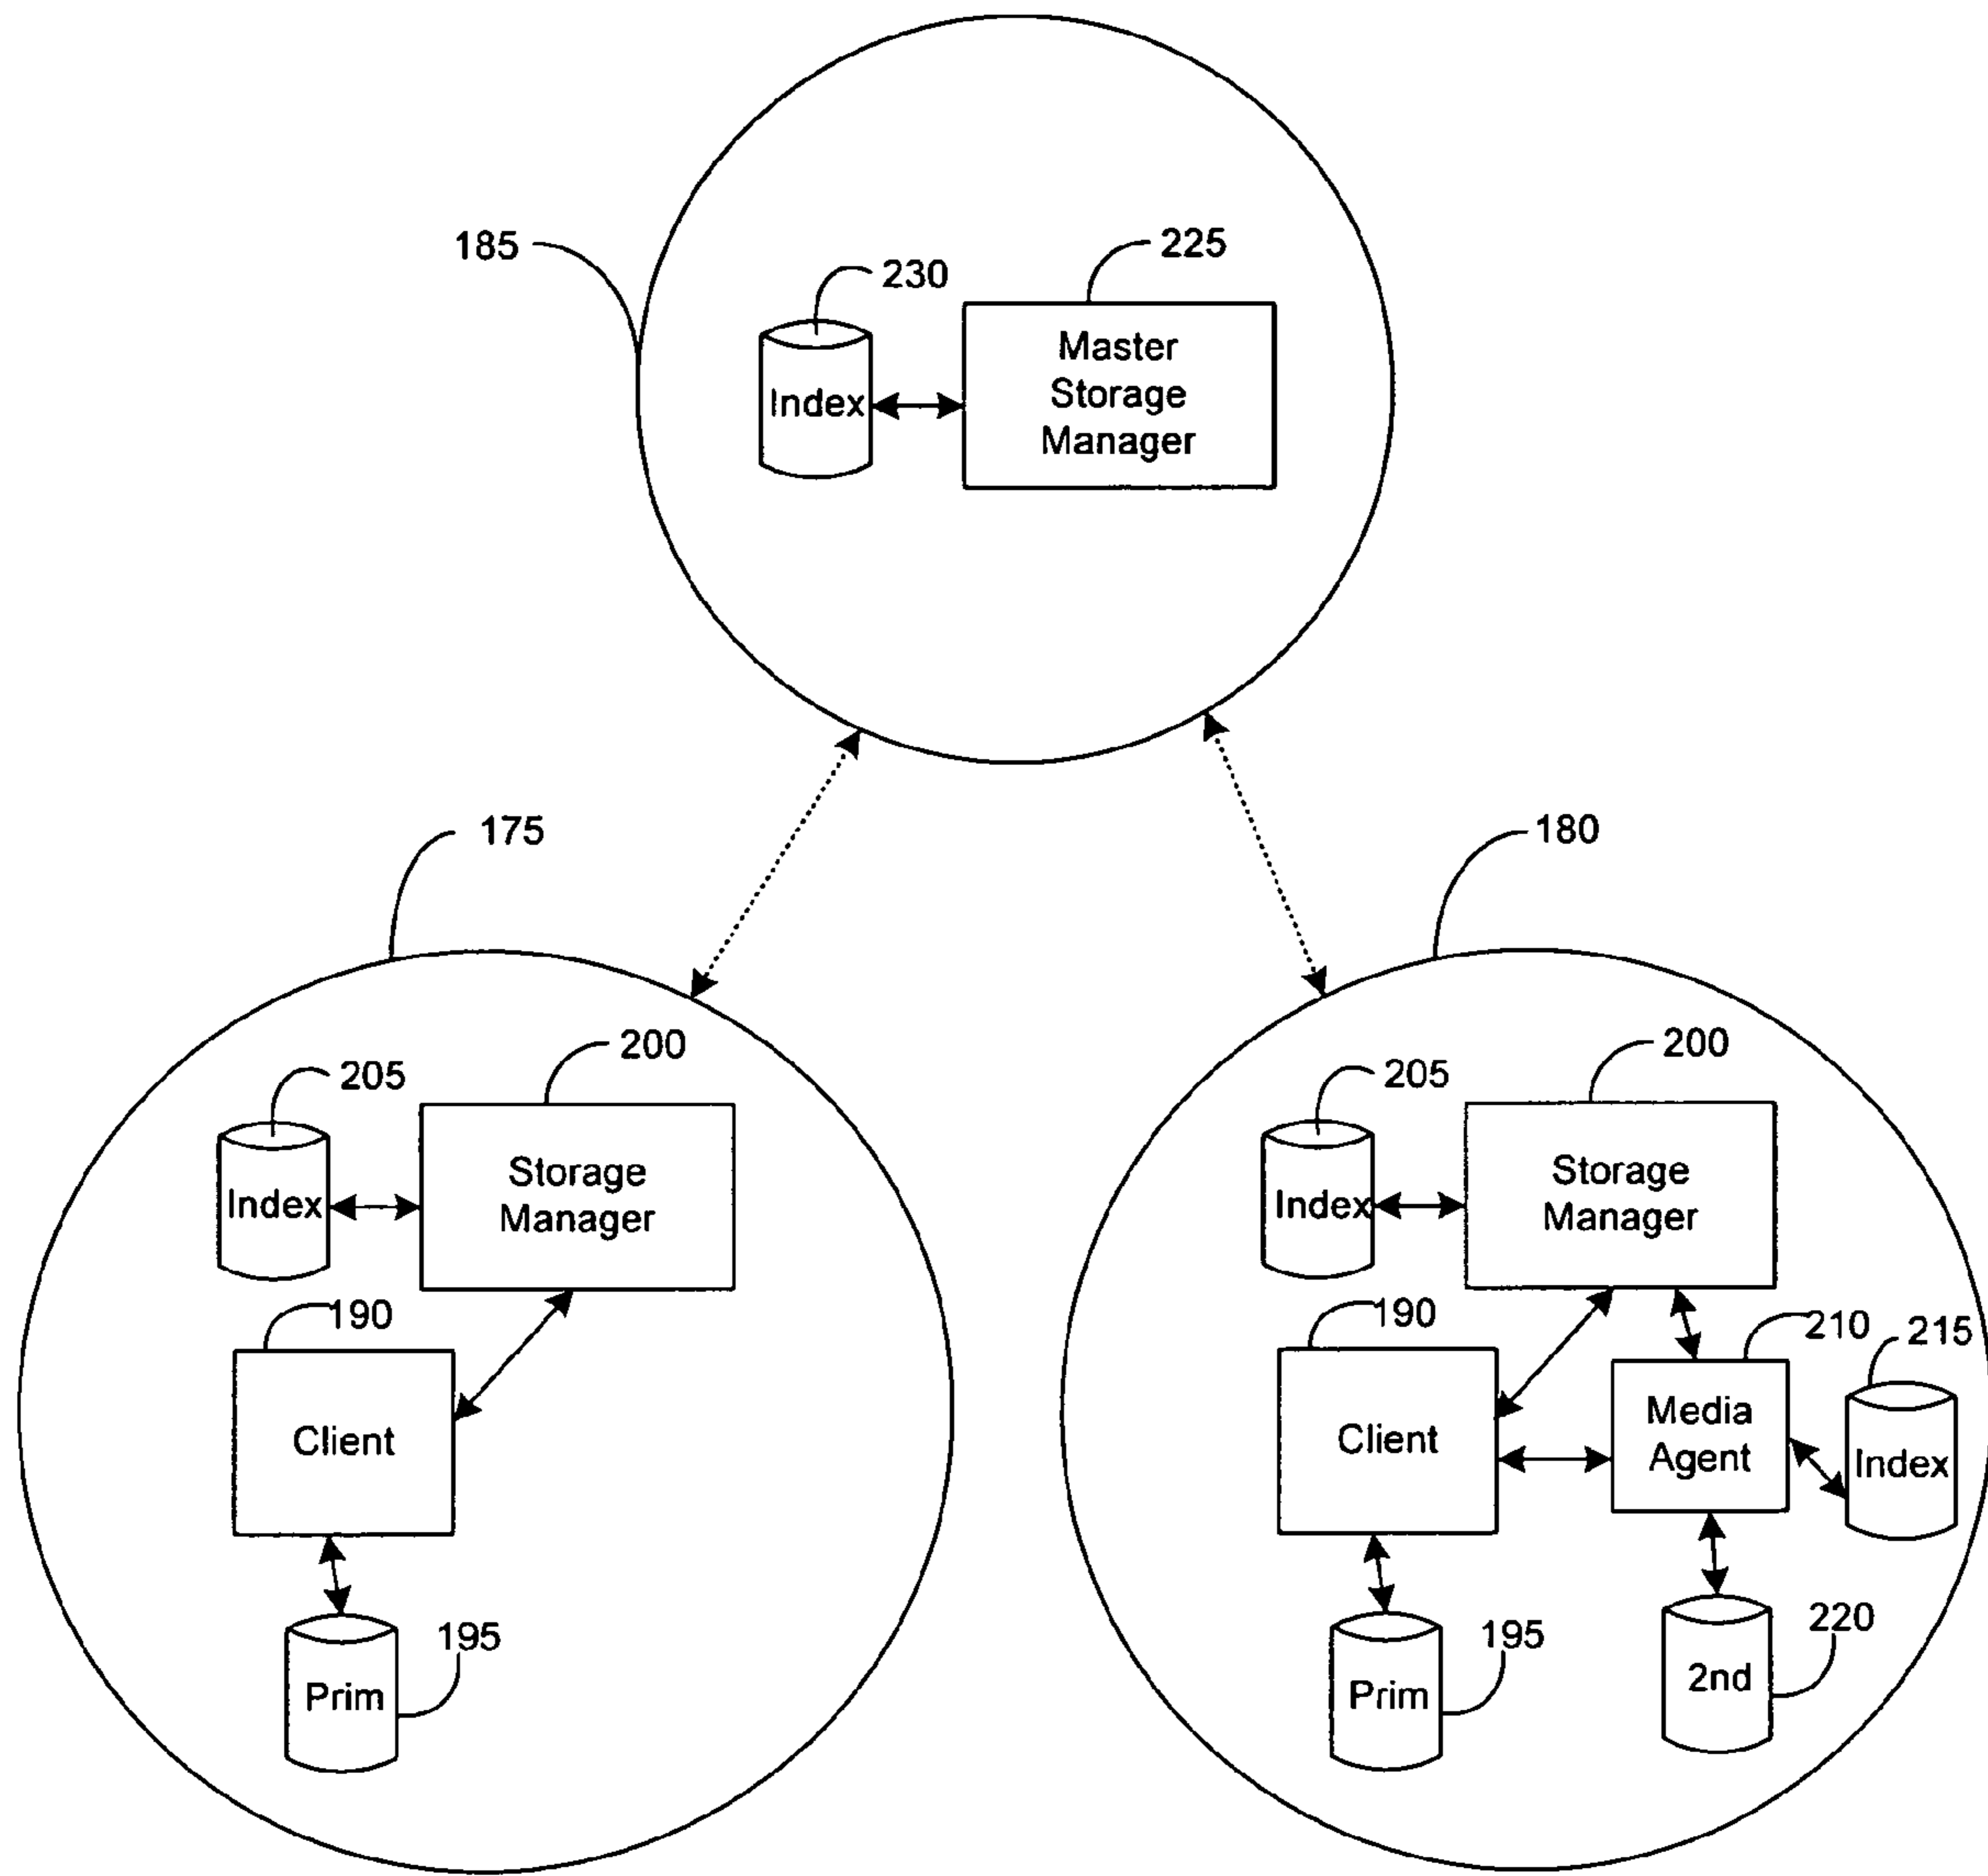 185
225
230
Master
Storage
Manager
Index
175
180
200
205
Storage
Manager
Index
190
Client
195
Prim
200
205
Storage
Manager
Index
190
210
215
Client
Media
Agent
Index
195
220
Prim
2nd